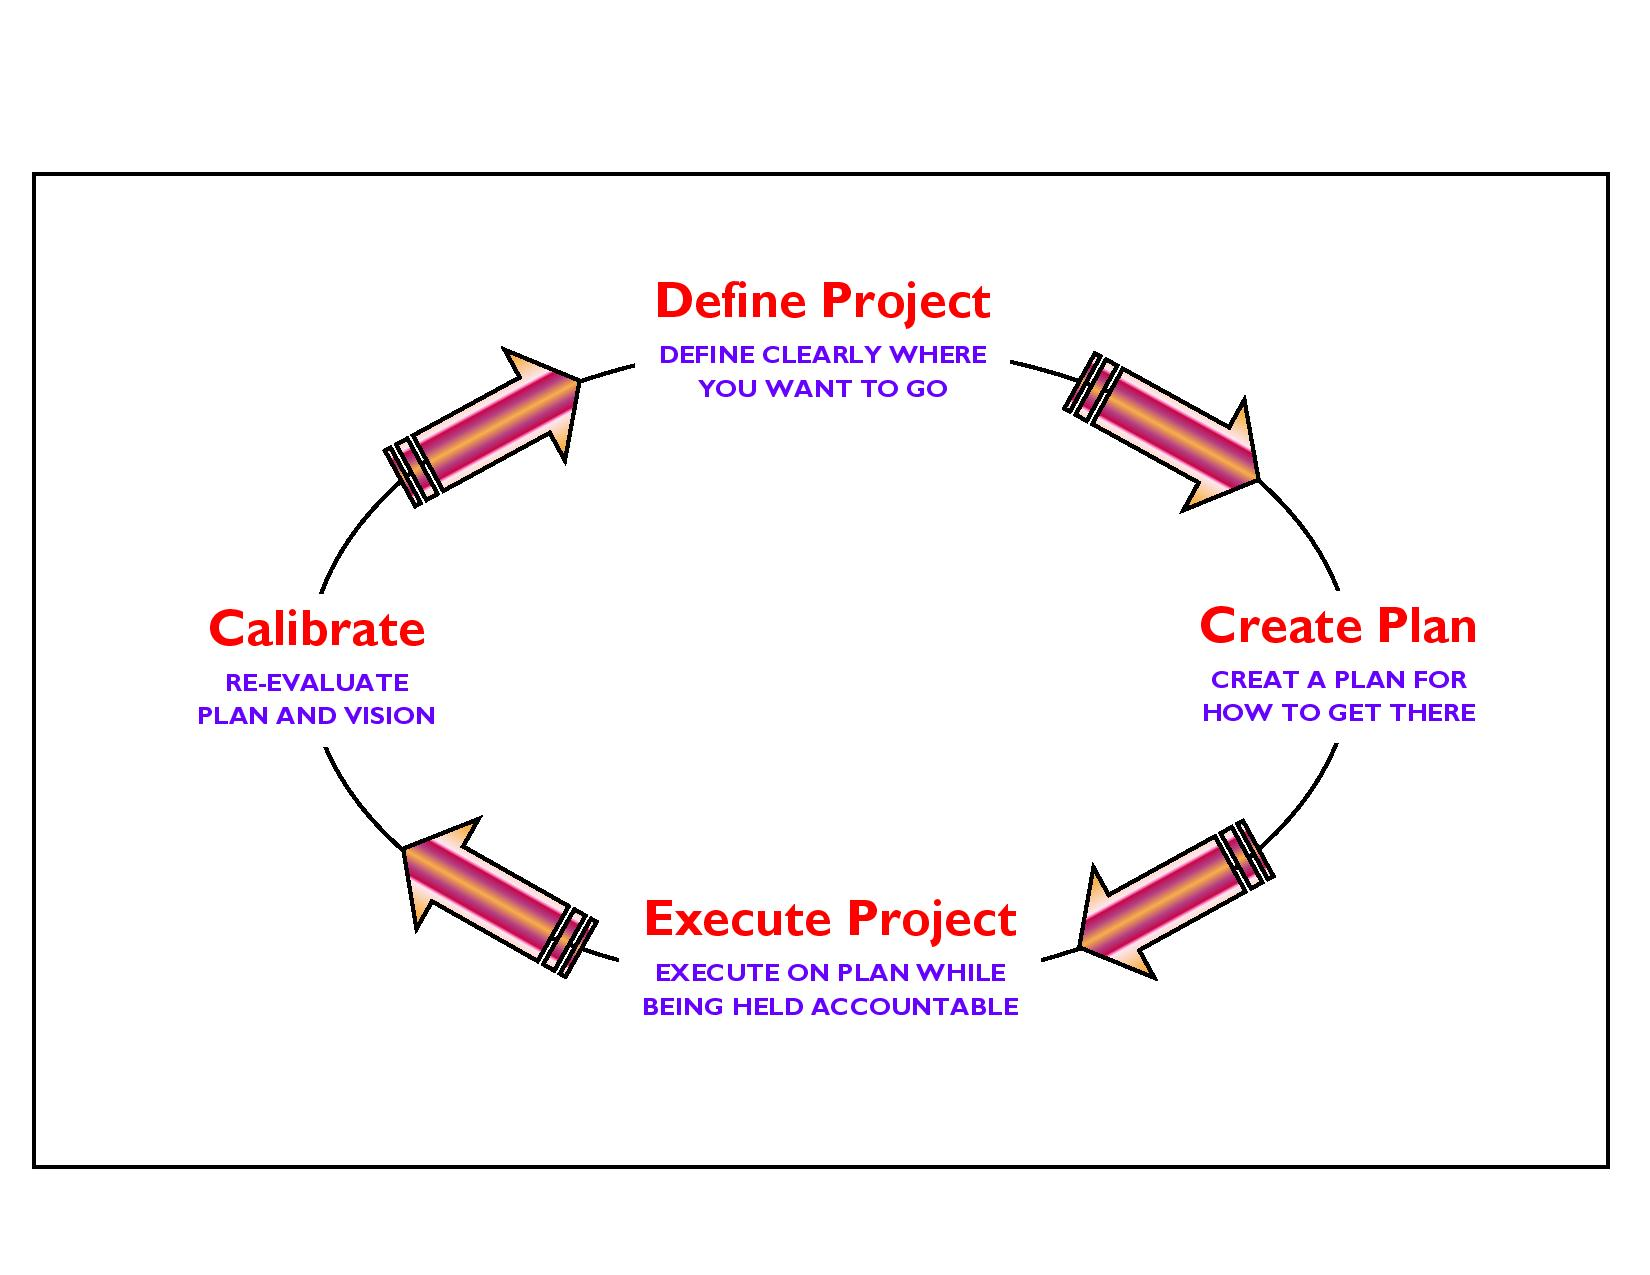 Define Project
DEFINE CLEARLY WHERE
YOU WANT TO GO
Create Plan
CREAT A PLAN FOR
HOW TO GET THERE
Execute Project
EXECUTE ON PLAN WHILE
BEING HELD ACCOUNTABLE
Calibrate
RE-EVALUATE
PLAN AND VISION